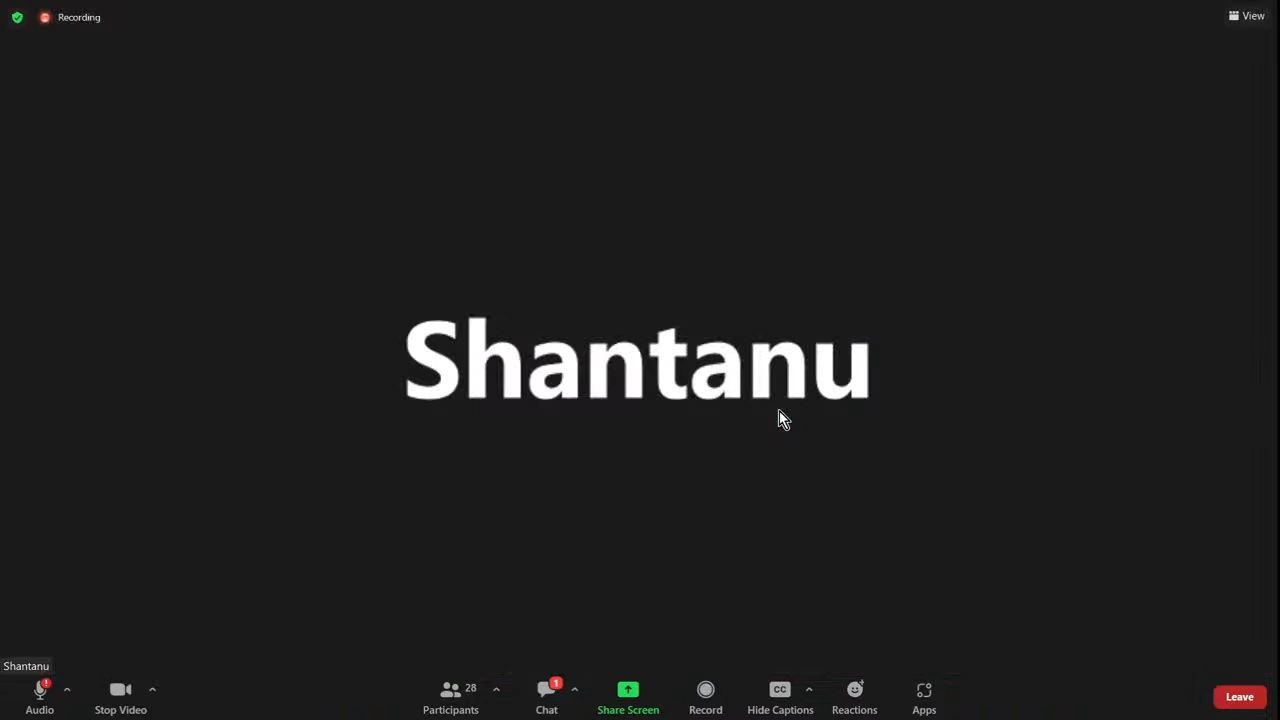 Recording
View
Shantanu
Shantanu
28
1
CC
Audio
Stop Video
Participants
Chat
Share Screen
Record
Hide Captions
Reactions
Apps
Leave